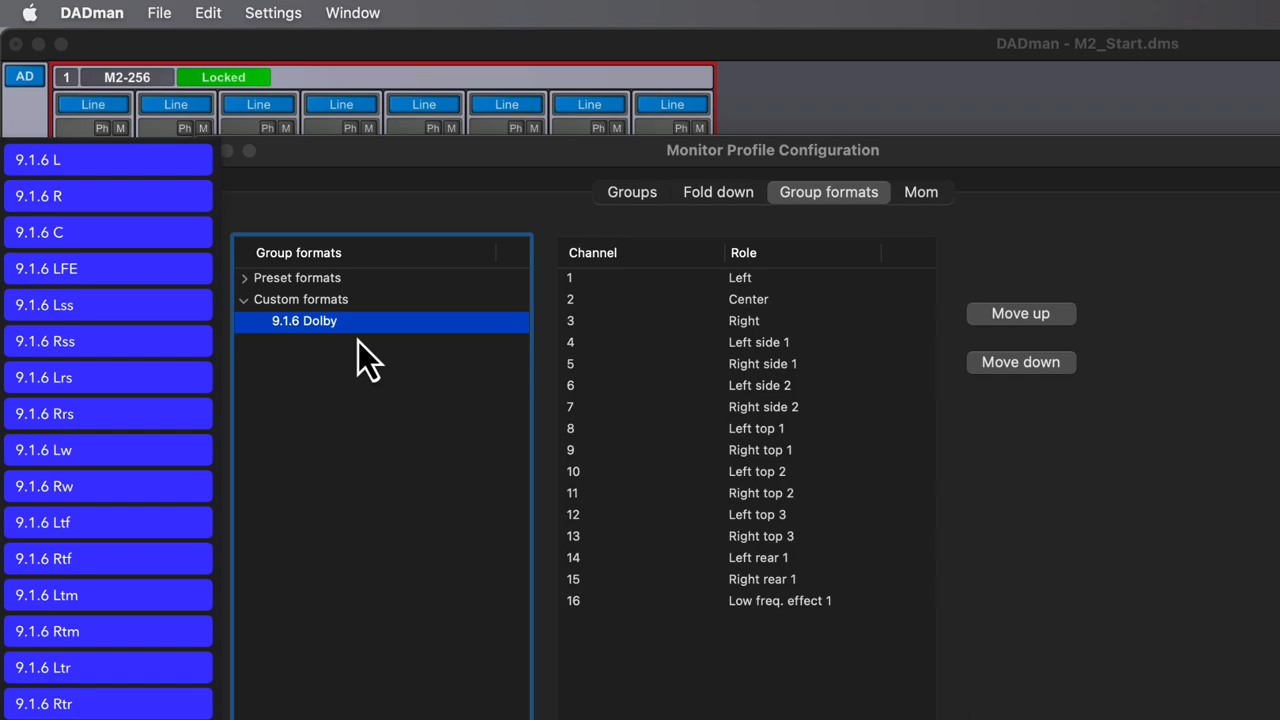 DADman File Edit Settings Window
DADman - M2_Start.dms
AD 1 M2-256 Locked
Line Line Line Line Line Line Line Line
Ph M Ph M Ph M Ph M Ph M Ph M Ph M Ph M
Monitor Profile Configuration
Groups Fold down Group formats Mom
9.1.6 L
9.1.6 R
9.1.6 C
9.1.6 LFE
9.1.6 Lss
9.1.6 Rss
9.1.6 Lrs
9.1.6 Rrs
9.1.6 Lw
9.1.6 Rw
9.1.6 Ltf
9.1.6 Rtf
9.1.6 Ltm
9.1.6 Rtm
9.1.6 Ltr
9.1.6 Rtr
Group formats
Preset formats
Custom formats
9.1.6 Dolby
Channel Role
1 Left
2 Center
3 Right
4 Left side 1
5 Right side 1
6 Left side 2
7 Right side 2
8 Left top 1
9 Right top 1
10 Left top 2
11 Right top 2
12 Left top 3
13 Right top 3
14 Left rear 1
15 Right rear 1
16 Low freq. effect 1
Move up
Move down